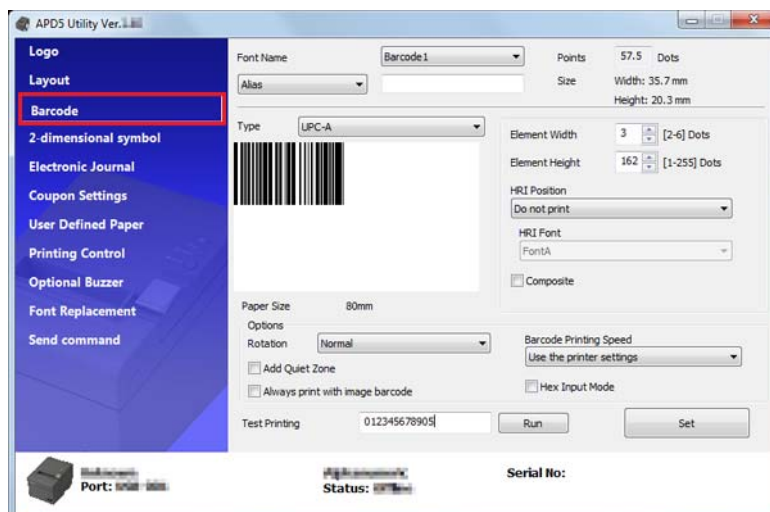 APD5 Utility Ver.
Logo
Layout
Barcode
2-dimensional symbol
Electronic Journal
Coupon Settings
User Defined Paper
Printing Control
Optional Buzzer
Font Replacement
Send command
Font Name Barcode1 Points 57.5 Dots
Alias Size Width: 35.7 mm
Height: 20.3 mm
Type UPC-A
Element Width 3 [2-6] Dots
Element Height 162 [1-255] Dots
HRI Position
Do not print
HRI Font
FontA
Composite
Paper Size 80mm
Options
Rotation Normal
Add Quiet Zone
Always print with image barcode
Barcode Printing Speed
Use the printer settings
Hex Input Mode
Test Printing 012345678905 Run Set
Port:
Status:
Serial No: